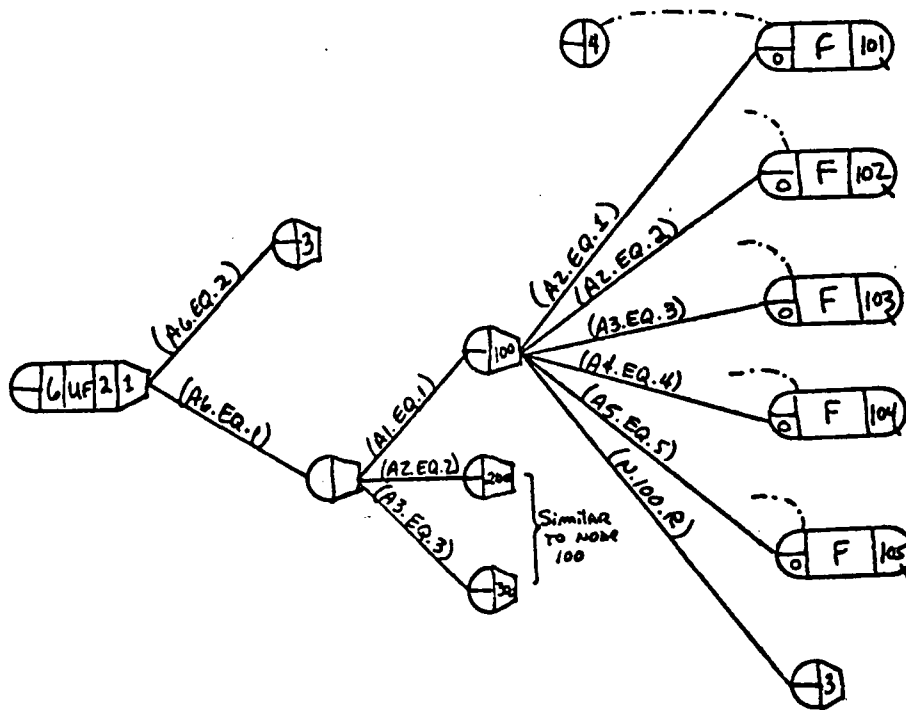 4
0 F 101
0 F 102
(A2.EQ.1)
(A2.EQ.2)
3
(A6.EQ.2)
0 F 103
(A3.EQ.3)
100
(A4.EQ.4)
6 UF 2 1
(A6.EQ.1)
(A1.EQ.1)
0 F 104
(A5.EQ.5)
(A2.EQ.2)
200
(N.100.R)
(A3.EQ.3)
Similar
TO NODE
100
0 F 105
300
3